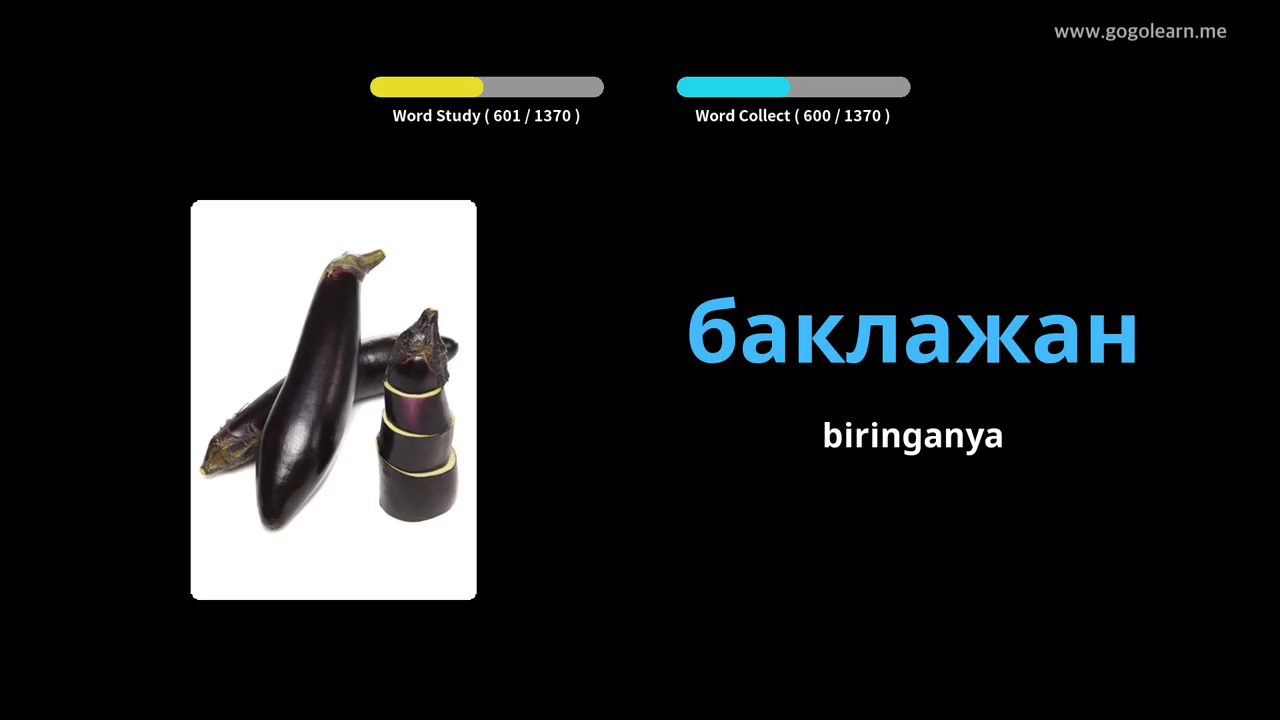 www.gogolearn.me
Word Study ( 601 / 1370 )
Word Collect ( 600 / 1370 )
баклажан
biringanya